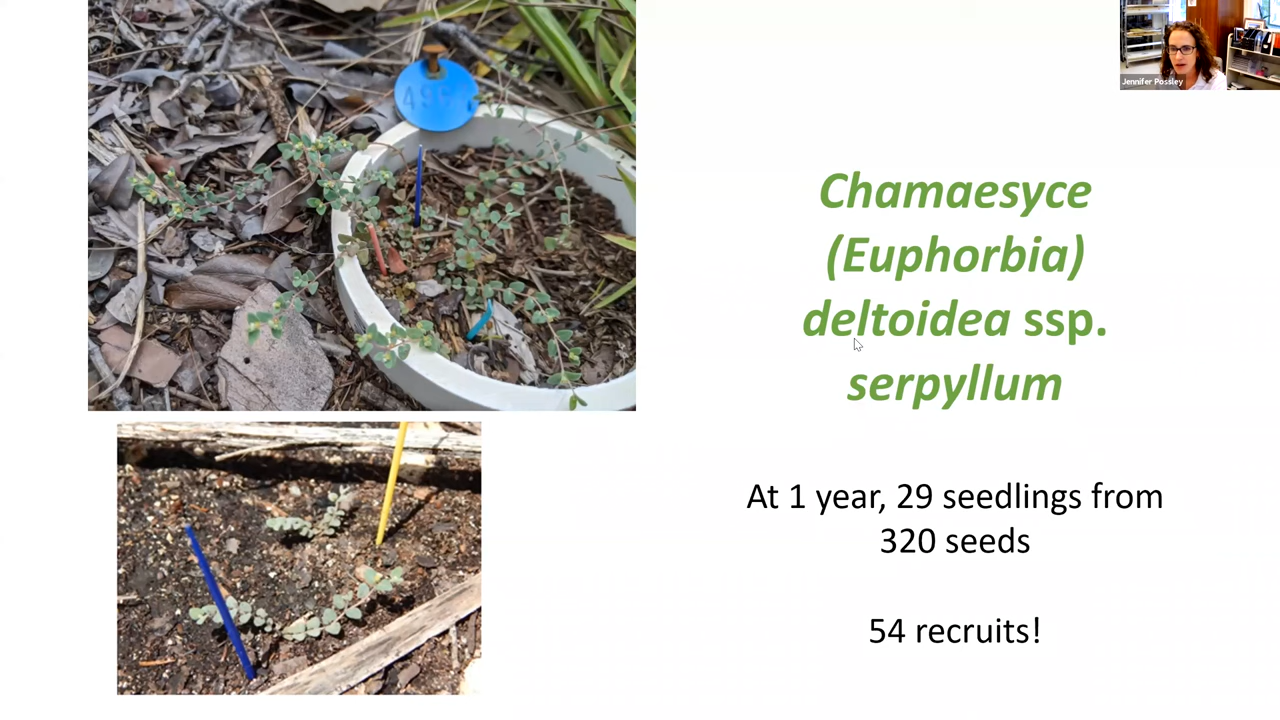 Jennifer Possley
Chamaesyce
(Euphorbia)
deltoidea ssp.
serpyllum
At 1 year, 29 seedlings from
320 seeds
54 recruits!